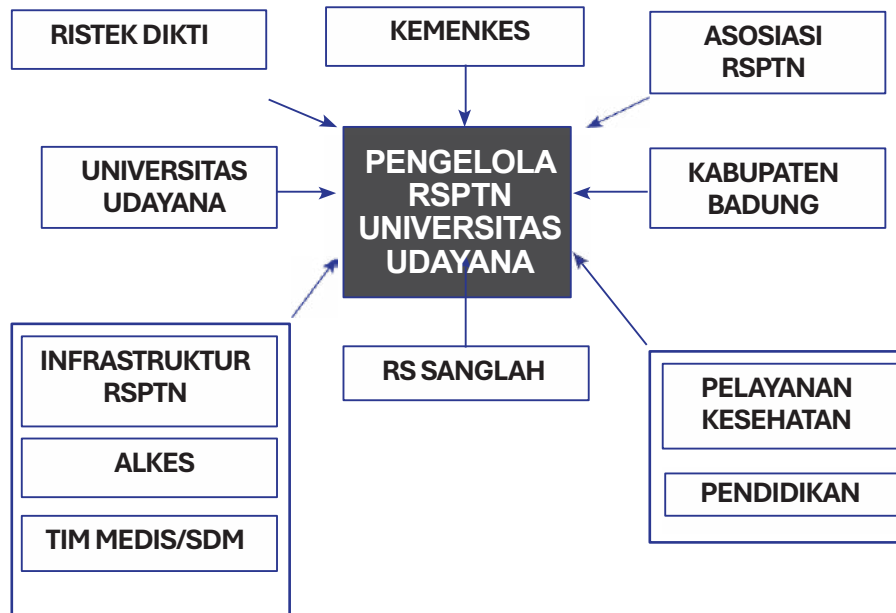 RISTEK DIKTI
KEMENKES
ASOSIASI
RSPTN
UNIVERSITAS
UDAYANA
PENGELOLA
RSPTN
UNIVERSITAS
UDAYANA
KABUPATEN
BADUNG
INFRASTRUKTUR
RSPTN
ALKES
TIM MEDIS/SDM
RS SANGLAH
PELAYANAN
KESEHATAN
PENDIDIKAN